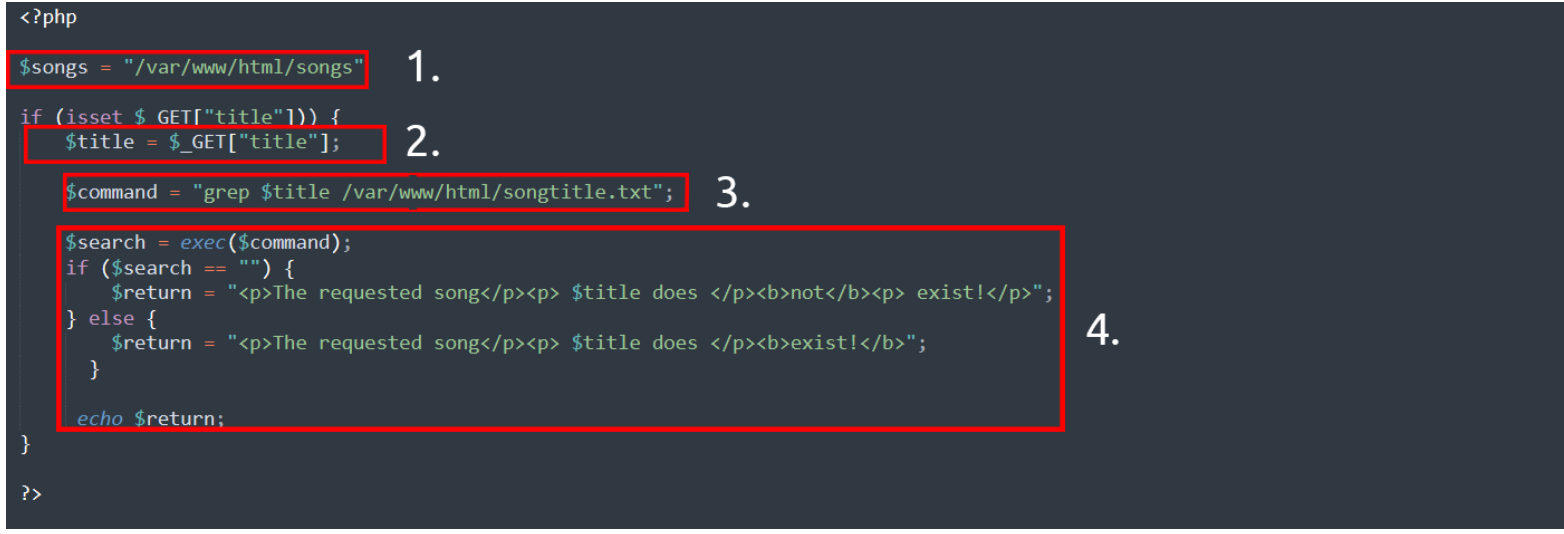 <?php
$songs = "/var/www/html/songs" 1.
if (isset $_GET["title"])) {
$title = $_GET["title"]; 2.
$command = "grep $title /var/www/html/songtitle.txt"; 3.
$search = exec($command);
if ($search == "") {
$return = "<p>The requested song</p><p> $title does </p><b>not</b><p> exist!</p>";
} else {
4.
$return = "<p>The requested song</p><p> $title does </p><b>exist!</b>";
}
echo $return;
}
?>